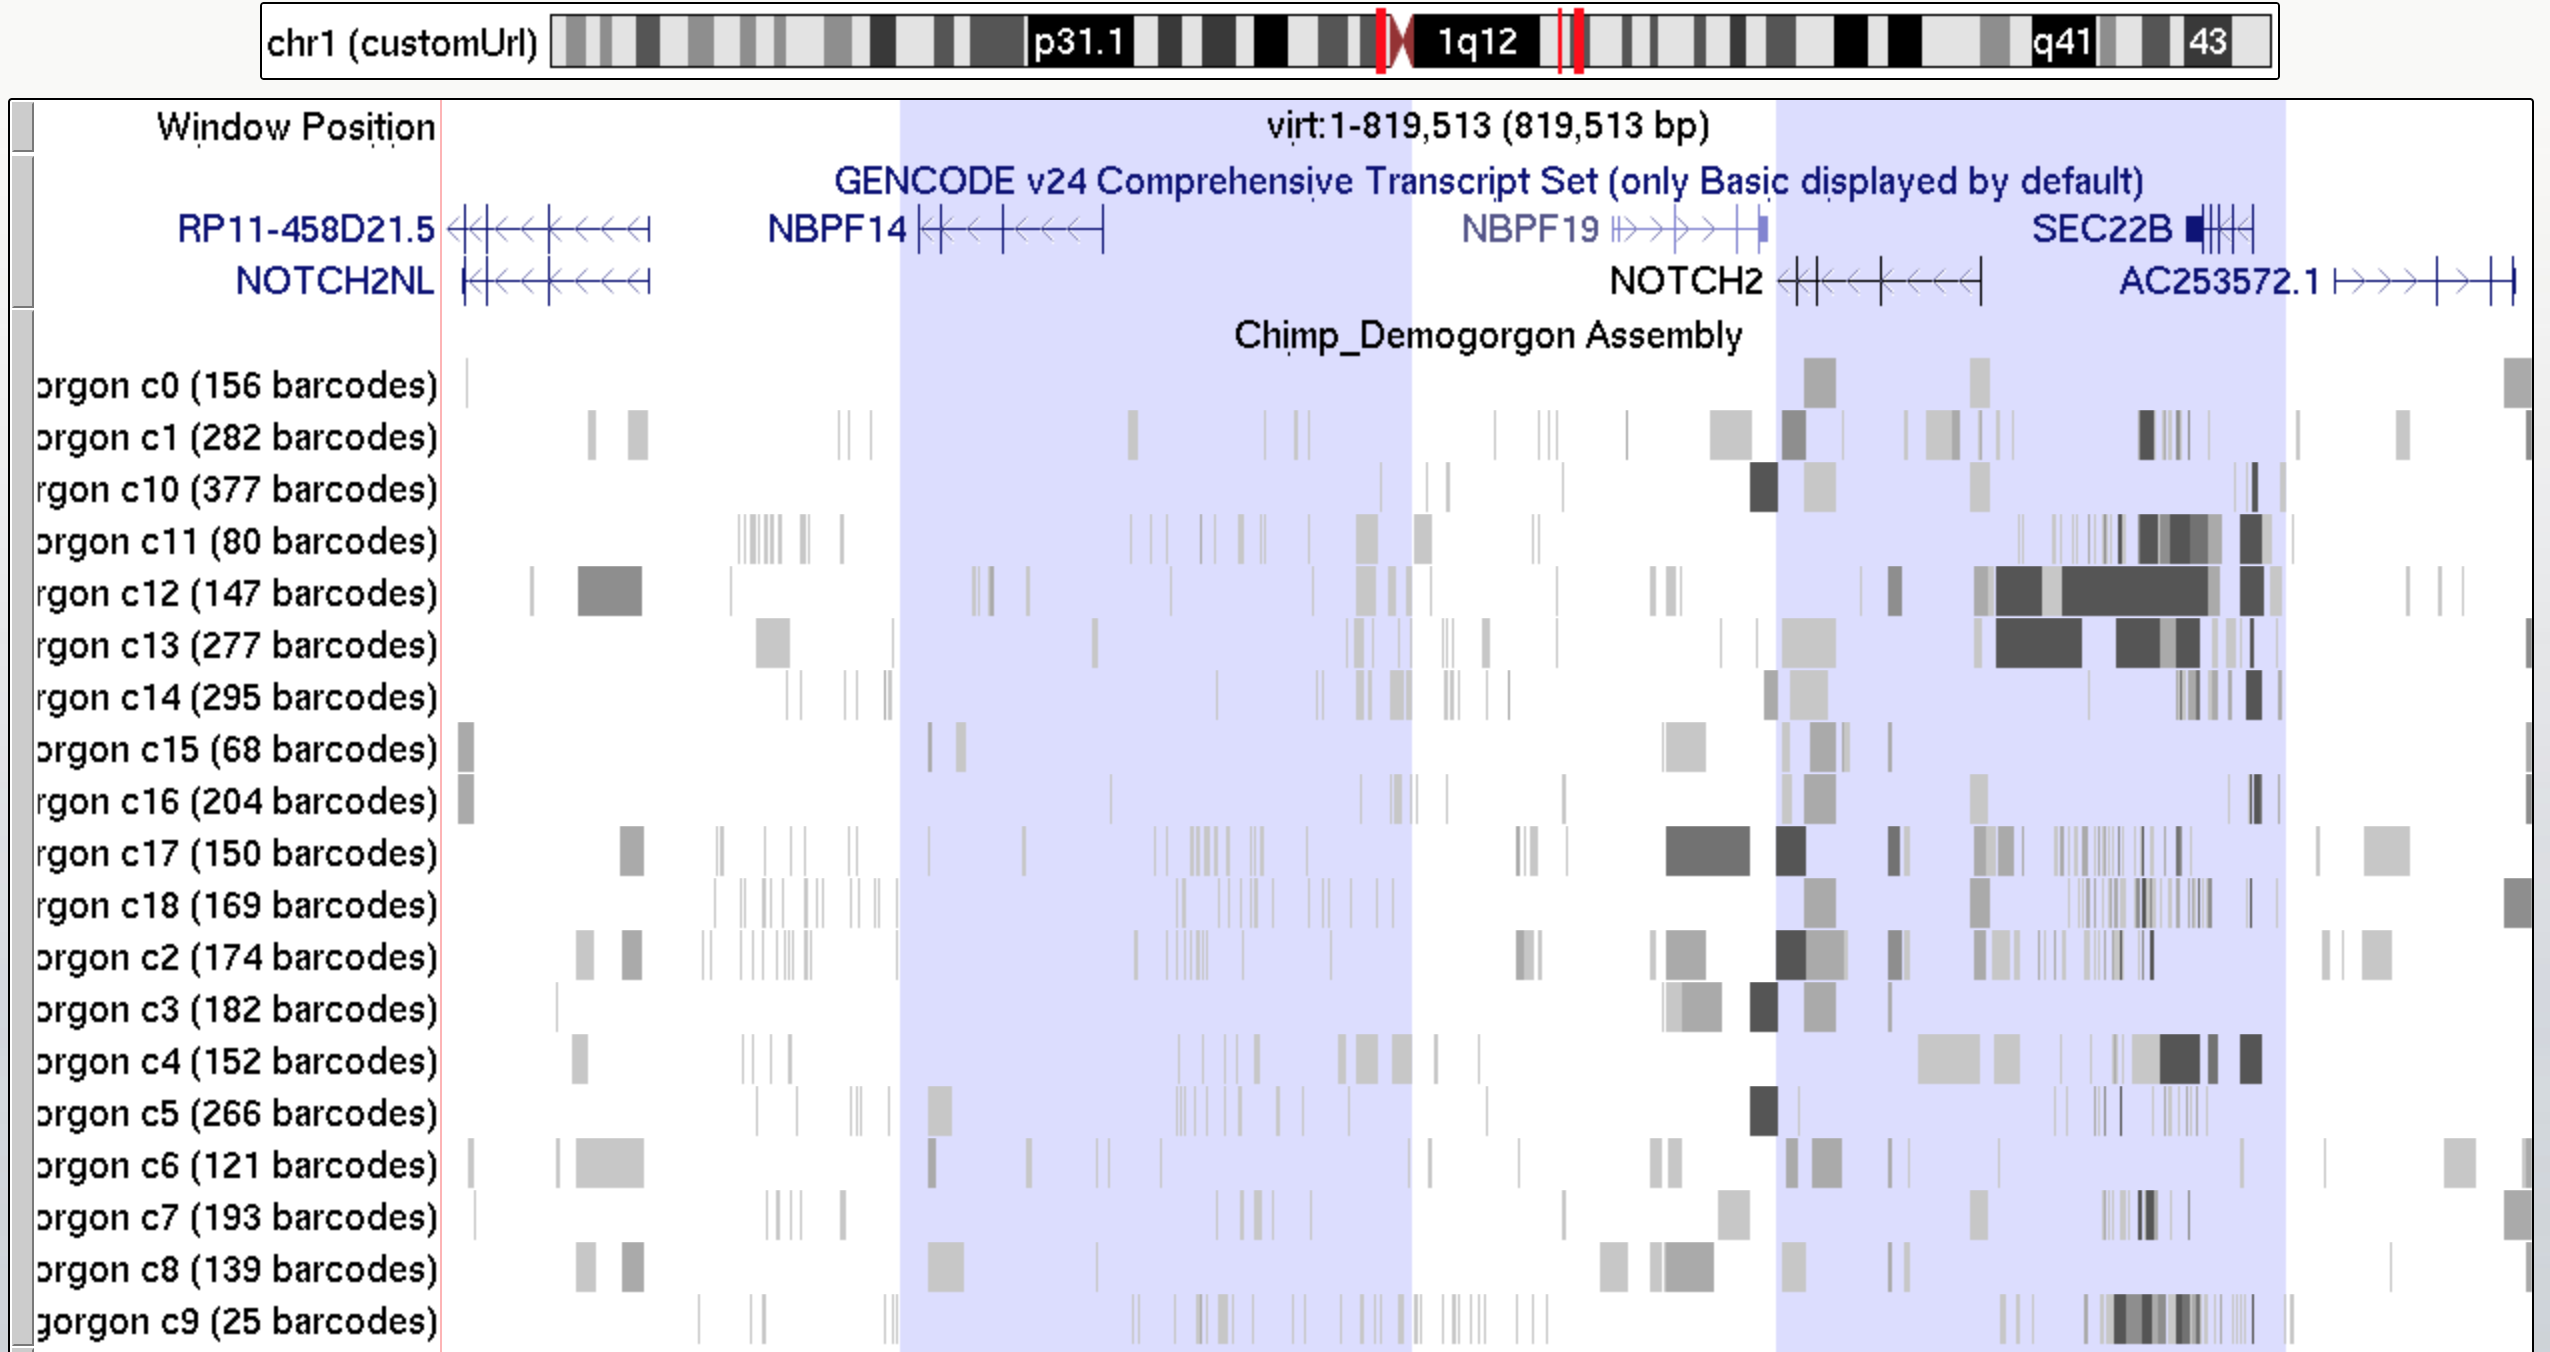 chr1 (customUrl) p31.1 1q12 q41 43
Window Position virt:1-819,513 (819,513 bp)
GENCODE v24 Comprehensive Transcript Set (only Basic displayed by default)
RP11-458D21.5 NBPF14 NBPF19 SEC22B
NOTCH2NL NOTCH2 AC253572.1
Chimp_Demogorgon Assembly
orgon c0 (156 barcodes)
orgon c1 (282 barcodes)
rgon c10 (377 barcodes)
orgon c11 (80 barcodes)
rgon c12 (147 barcodes)
rgon c13 (277 barcodes)
rgon c14 (295 barcodes)
orgon c15 (68 barcodes)
rgon c16 (204 barcodes)
rgon c17 (150 barcodes)
rgon c18 (169 barcodes)
orgon c2 (174 barcodes)
orgon c3 (182 barcodes)
orgon c4 (152 barcodes)
orgon c5 (266 barcodes)
orgon c6 (121 barcodes)
orgon c7 (193 barcodes)
orgon c8 (139 barcodes)
gorgon c9 (25 barcodes)